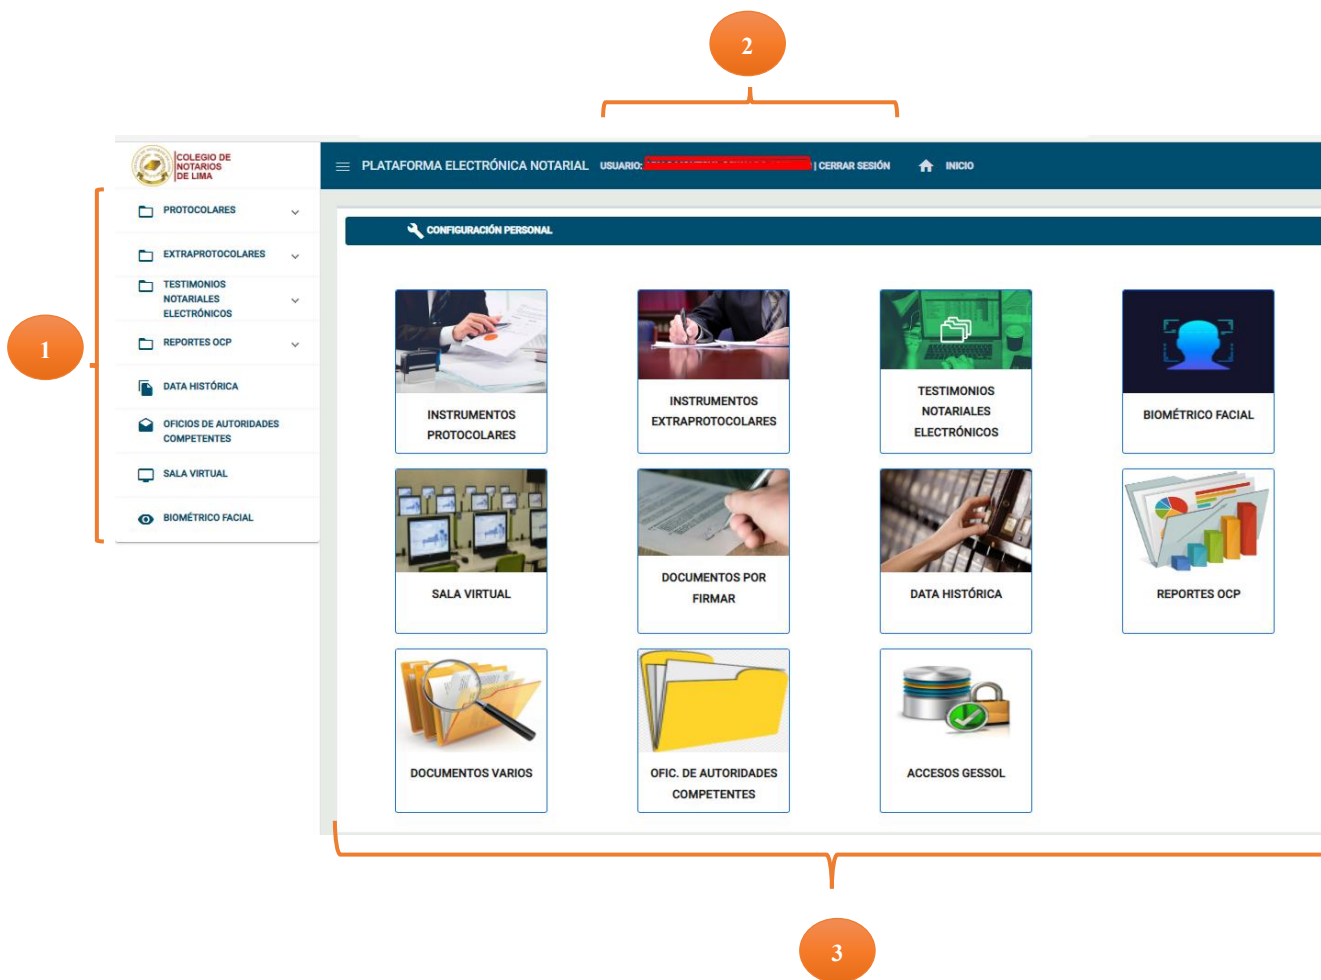 2
COLEGIO DE
NOTARIOS
DE LIMA
PLATAFORMA ELECTRÓNICA NOTARIAL USUARIO: | CERRAR SESIÓN INICIO
1
PROTOCOLARES
EXTRAPROTOCOLARES
TESTIMONIOS
NOTARIALES
ELECTRÓNICOS
REPORTES OCP
DATA HISTÓRICA
OFICIOS DE AUTORIDADES
COMPETENTES
SALA VIRTUAL
BIOMÉTRICO FACIAL
CONFIGURACIÓN PERSONAL
INSTRUMENTOS
PROTOCOLARES
INSTRUMENTOS
EXTRAPROTOCOLARES
TESTIMONIOS
NOTARIALES
ELECTRÓNICOS
BIOMÉTRICO FACIAL
SALA VIRTUAL
DOCUMENTOS POR
FIRMAR
DATA HISTÓRICA
REPORTES OCP
DOCUMENTOS VARIOS
OFIC. DE AUTORIDADES
COMPETENTES
ACCESOS GESSOL
3